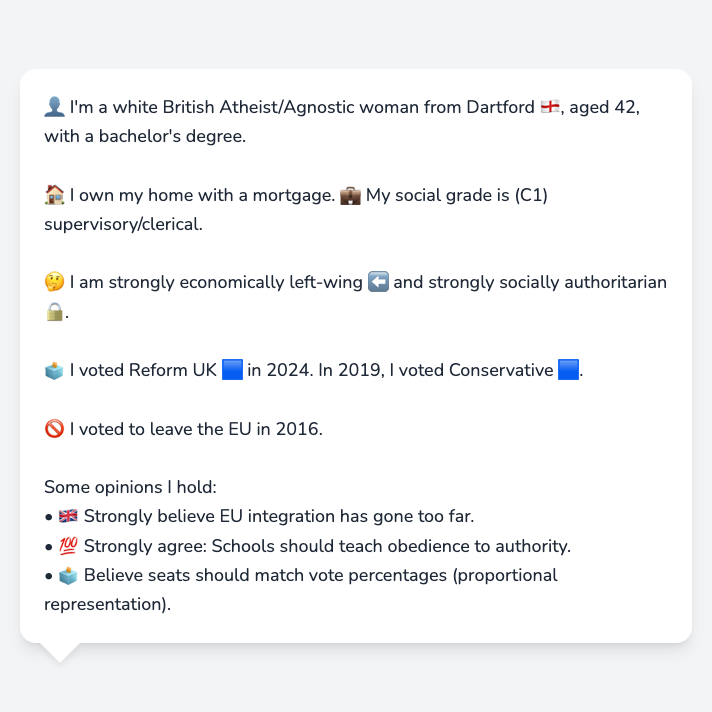 👤 I'm a white British Atheist/Agnostic woman from Dartford 🏴󠁧󠁢󠁥󠁮󠁧󠁿, aged 42,
with a bachelor's degree.
🏠 I own my home with a mortgage. 💼 My social grade is (C1)
supervisory/clerical.
🤔 I am strongly economically left-wing ⬅️ and strongly socially authoritarian
🔒.
🗳️ I voted Reform UK 🟦 in 2024. In 2019, I voted Conservative 🟦.
🚫 I voted to leave the EU in 2016.
Some opinions I hold:
• 🇬🇧 Strongly believe EU integration has gone too far.
• 💯 Strongly agree: Schools should teach obedience to authority.
• 🗳️ Believe seats should match vote percentages (proportional
representation).